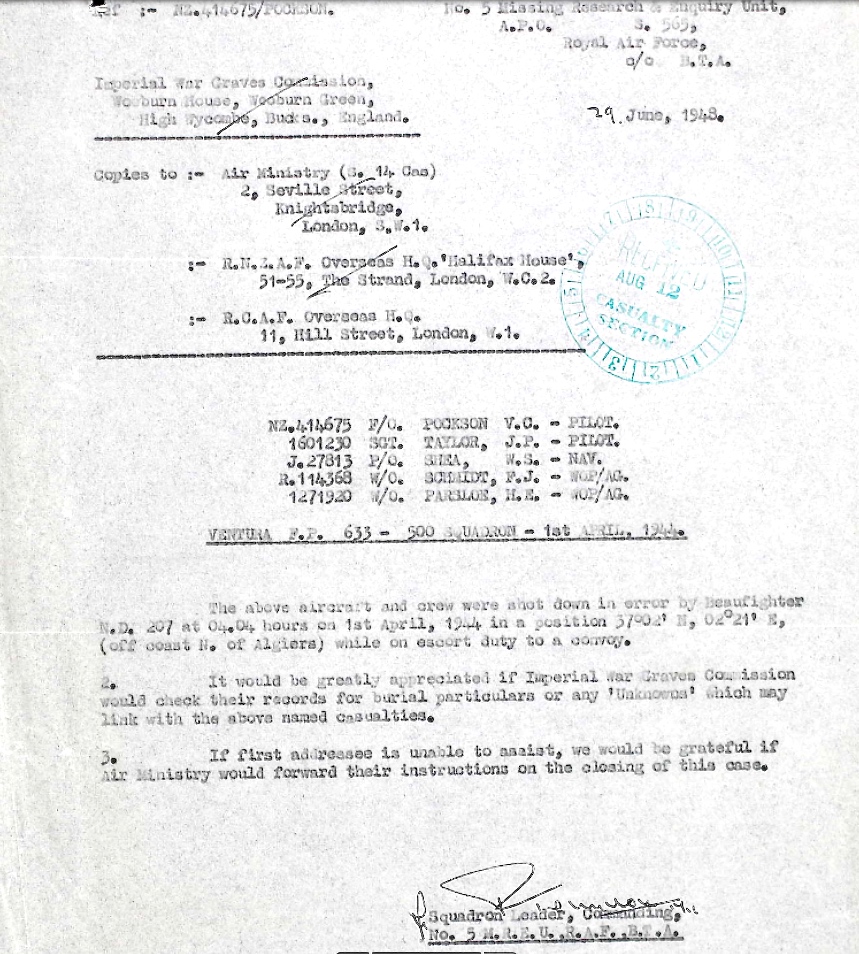 Ref :- NZ.414675/POCKSON.
No. 5 Missing Research & Enquiry Unit,
A.P.O. S. 565,
Royal Air Force,
c/o B.T.A.
Imperial War Graves Commission,
Wooburn House, Wooburn Green,
High Wycombe, Bucks., England.
29. June, 1948.
Copies to :- Air Ministry (S. 14 Cas)
2, Seville Street,
Knightsbridge,
London, S.W.1.
:- R.N.Z.A.F. Overseas H.Q.'Halifax House',
51-55, The Strand, London, W.C.2.
:- R.C.A.F. Overseas H.Q.
11, Hill Street, London, W.1.
RECEIVED
AUG 12
CASUALTY
SECTION
NZ.414675 F/O. POCKSON V.C. - PILOT.
1601230 SGT. TAYLOR, J.P. - PILOT.
J.27813 P/O. SHEA, W.S. - NAV.
R.114368 W/O. SCHMIDT, F.J. - WOP/AG.
1271920 W/O. PARSLOE, H.E. - WOP/AG.
VENTURA F.P. 633 - 500 SQUADRON - 1st APRIL, 1944.
The above aircraft and crew were shot down in error by Beaufighter
N.D. 207 at 04.04 hours on 1st April, 1944 in a position 37°02' N, 02°21' E,
(off coast N. of Algiers) while on escort duty to a convoy.
2. It would be greatly appreciated if Imperial War Graves Commission
would check their records for burial particulars or any 'Unknowns' which may
link with the above named casualties.
3. If first addressee is unable to assist, we would be grateful if
Air Ministry would forward their instructions on the closing of this case.
Squadron Leader, Commanding,
No. 5 M.R.E.U., R.A.F., B.T.A.